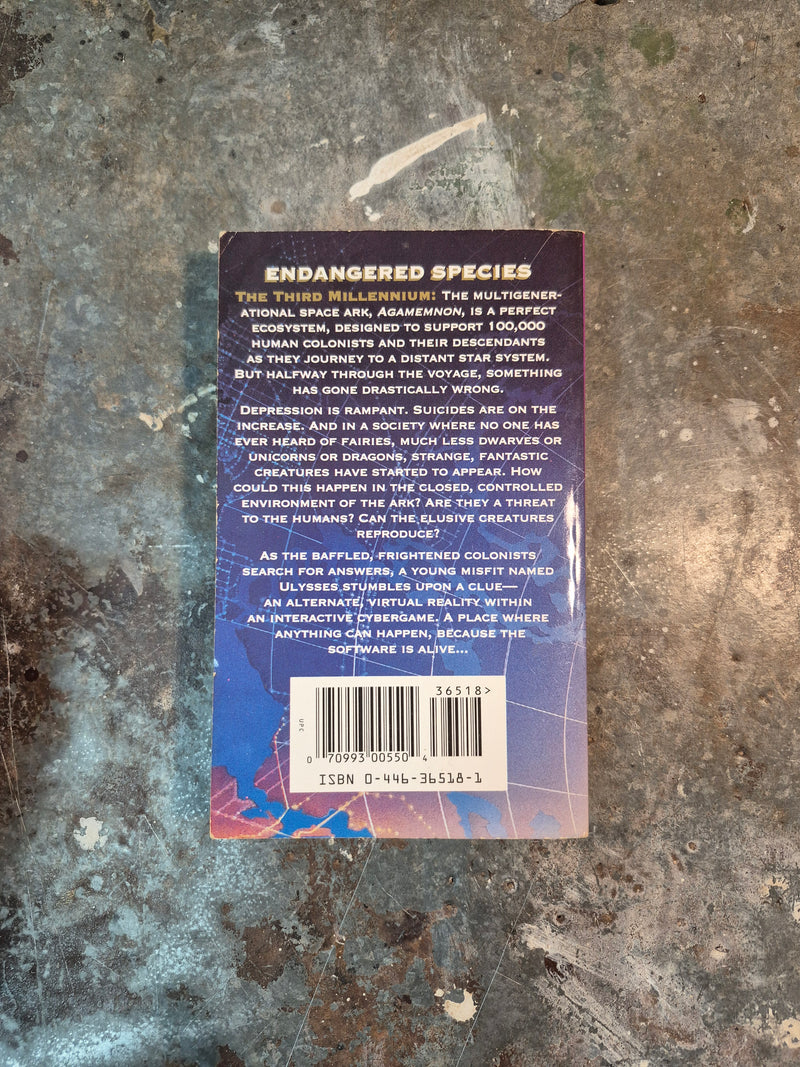 ENDANGERED SPECIES
THE THIRD MILLENNIUM: THE MULTIGENER-
ATIONAL SPACE ARK, AGAMEMNON, IS A PERFECT
ECOSYSTEM, DESIGNED TO SUPPORT 100,000
HUMAN COLONISTS AND THEIR DESCENDANTS
AS THEY JOURNEY TO A DISTANT STAR SYSTEM.
BUT HALFWAY THROUGH THE VOYAGE, SOMETHING
HAS GONE DRASTICALLY WRONG.
DEPRESSION IS RAMPANT. SUICIDES ARE ON THE
INCREASE. AND IN A SOCIETY WHERE NO ONE HAS
EVER HEARD OF FAIRIES, MUCH LESS DWARVES OR
UNICORNS OR DRAGONS, STRANGE, FANTASTIC
CREATURES HAVE STARTED TO APPEAR. HOW
COULD THIS HAPPEN IN THE CLOSED, CONTROLLED
ENVIRONMENT OF THE ARK? ARE THEY A THREAT
TO THE HUMANS? CAN THE ELUSIVE CREATURES
REPRODUCE?
AS THE BAFFLED, FRIGHTENED COLONISTS
SEARCH FOR ANSWERS, A YOUNG MISFIT NAMED
ULYSSES STUMBLES UPON A CLUE—
AN ALTERNATE, VIRTUAL REALITY WITHIN
AN INTERACTIVE CYBERGAME. A PLACE WHERE
ANYTHING CAN HAPPEN, BECAUSE THE
SOFTWARE IS ALIVE...
36518>
UPC
0 70993 00550 4
ISBN 0-446-36518-1